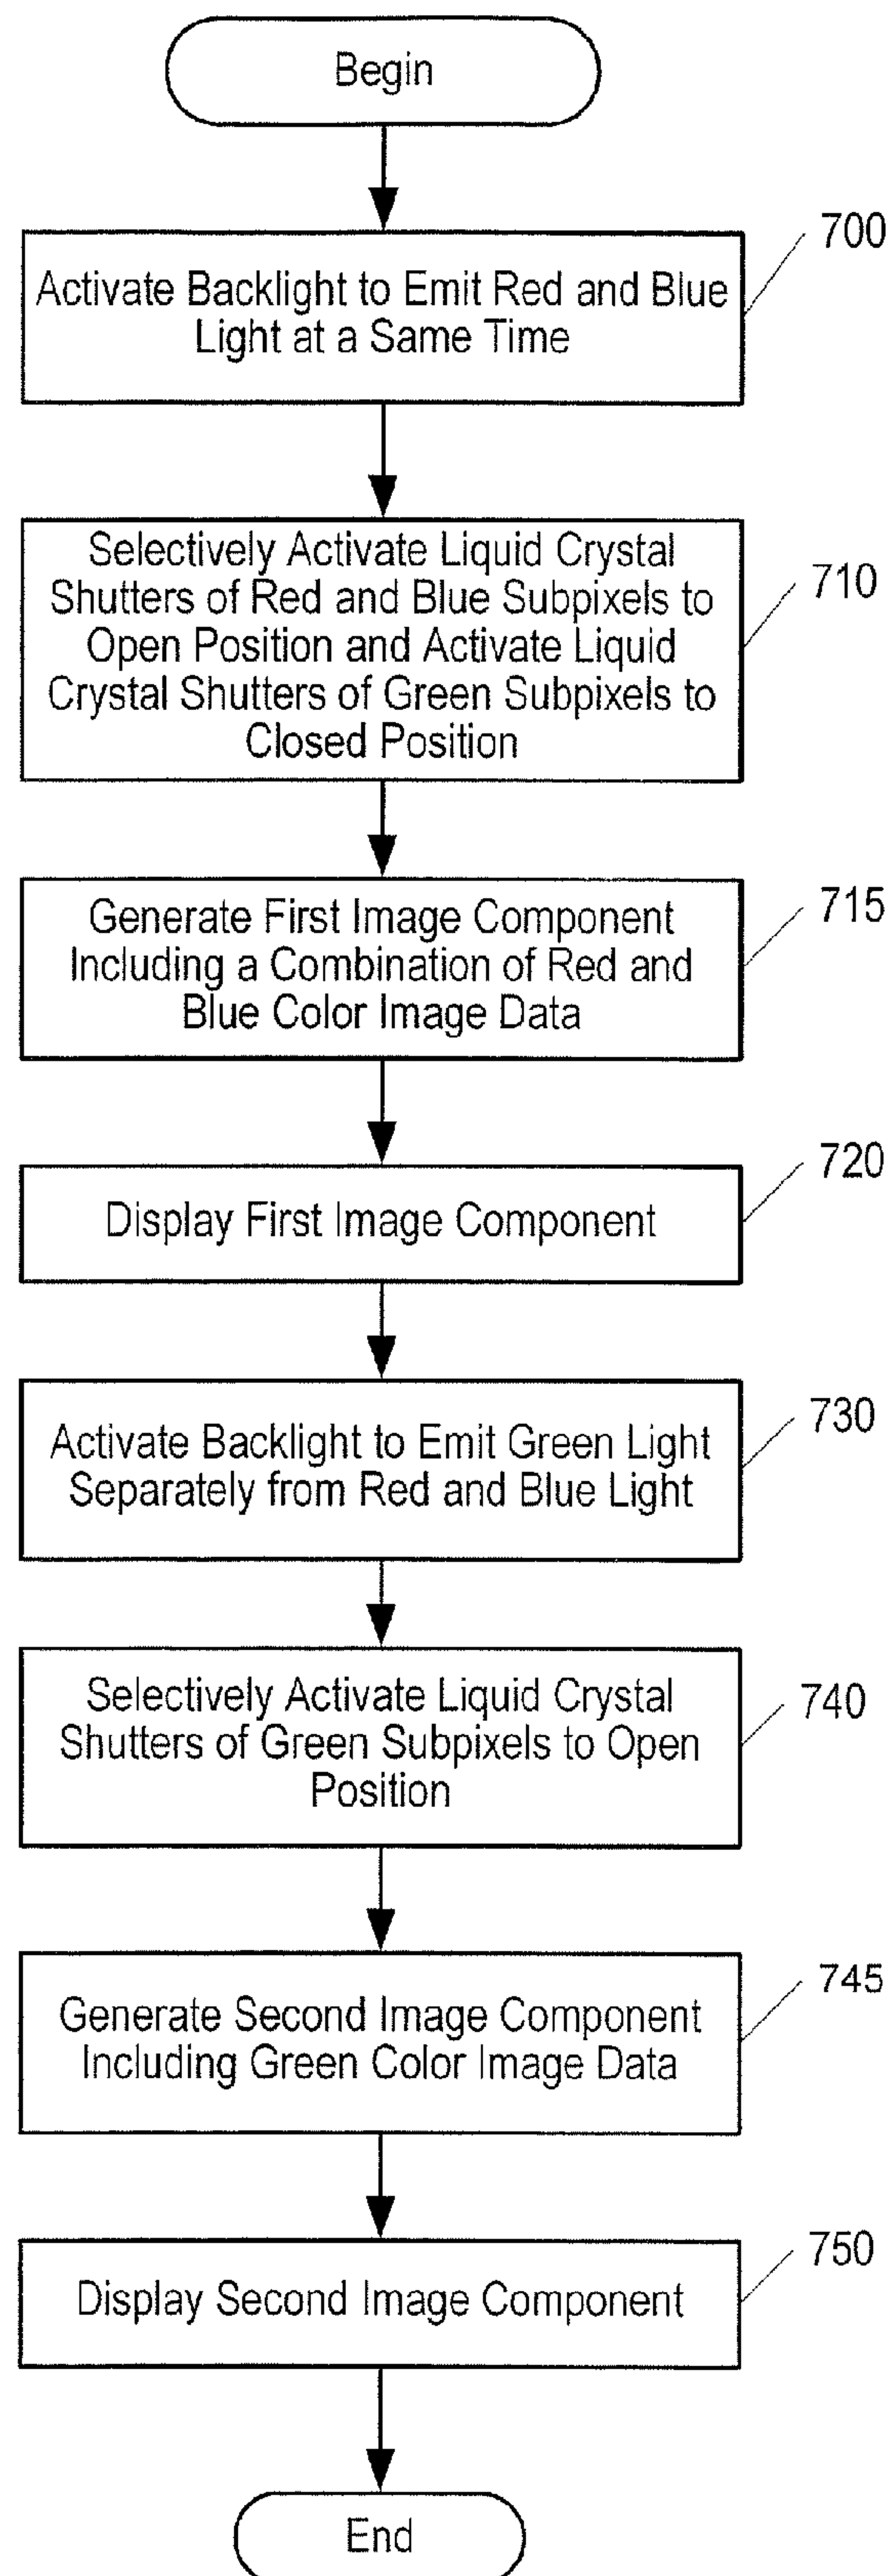 Begin
700
Activate Backlight to Emit Red and Blue
Light at a Same Time
710
Selectively Activate Liquid Crystal
Shutters of Red and Blue Subpixels to
Open Position and Activate Liquid
Crystal Shutters of Green Subpixels to
Closed Position
715
Generate First Image Component
Including a Combination of Red and
Blue Color Image Data
720
Display First Image Component
730
Activate Backlight to Emit Green Light
Separately from Red and Blue Light
740
Selectively Activate Liquid Crystal
Shutters of Green Subpixels to Open
Position
745
Generate Second Image Component
Including Green Color Image Data
750
Display Second Image Component
End